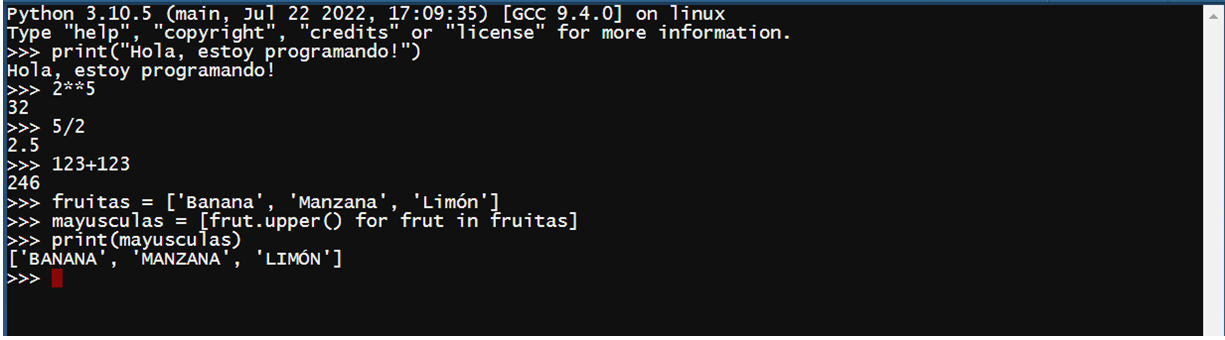 Python 3.10.5 (main, Jul 22 2022, 17:09:35) [GCC 9.4.0] on linux
Type "help", "copyright", "credits" or "license" for more information.
>>> print("Hola, estoy programando!")
Hola, estoy programando!
>>> 2**5
32
>>> 5/2
2.5
>>> 123+123
246
>>> fruitas = ['Banana', 'Manzana', 'Limón']
>>> mayusculas = [frut.upper() for frut in fruitas]
>>> print(mayusculas)
['BANANA', 'MANZANA', 'LIMÓN']
>>>